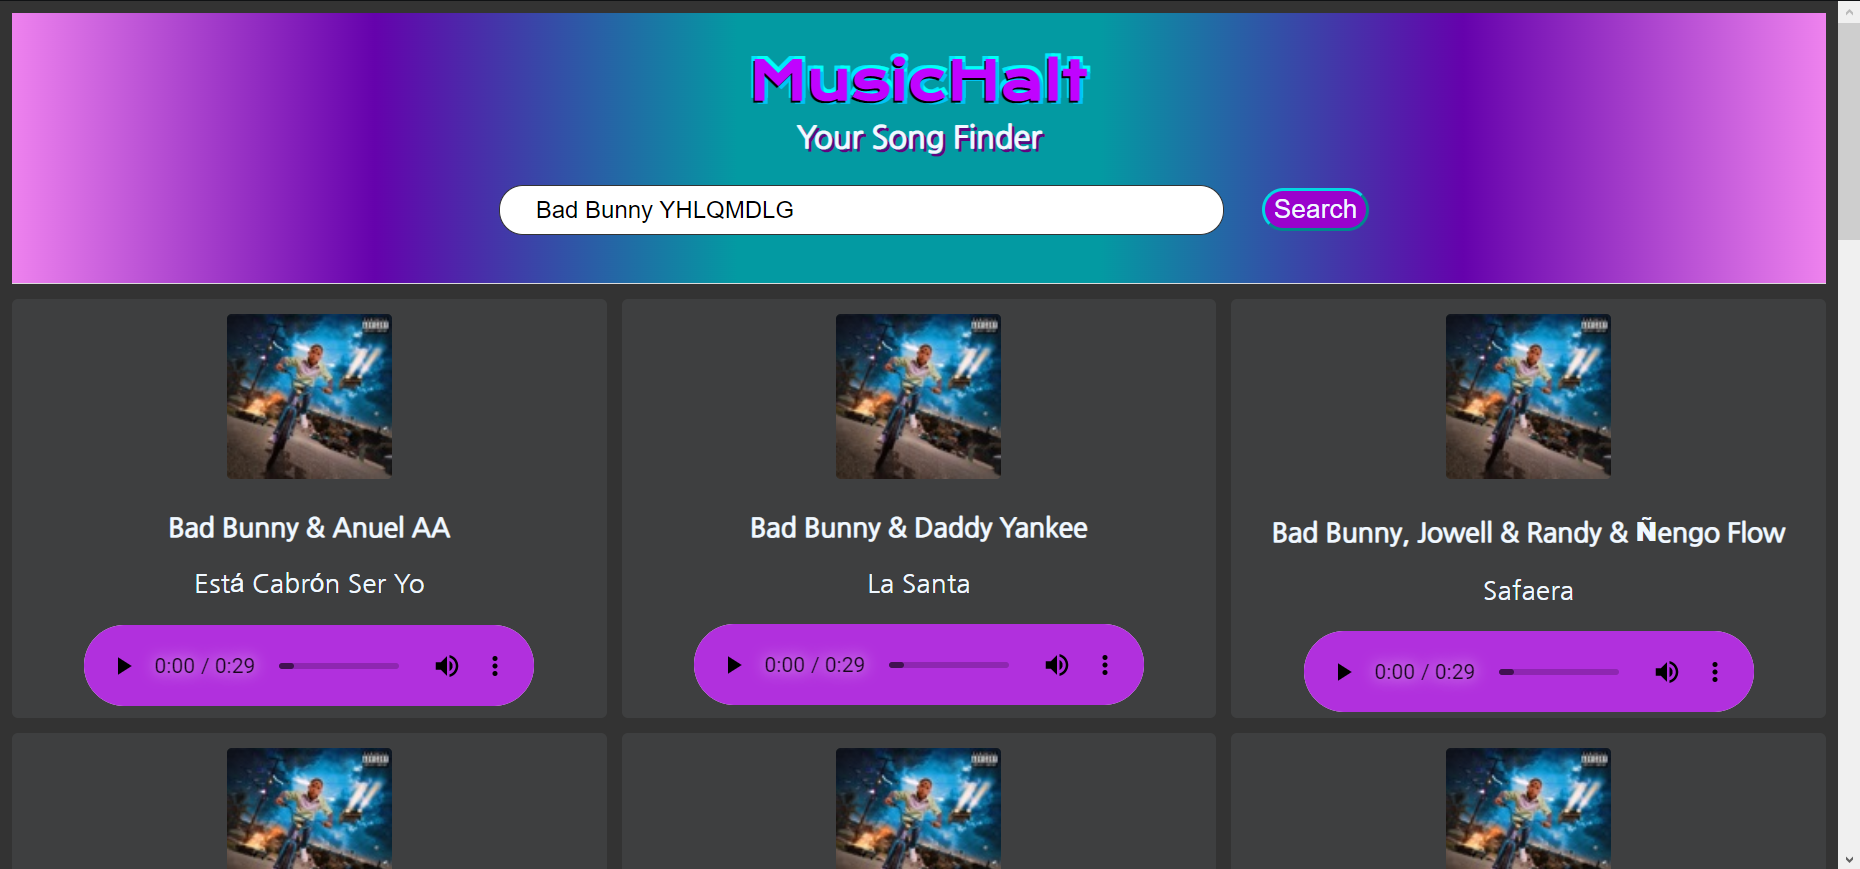 MusicHalt
Your Song Finder
Bad Bunny YHLQMDLG
Search
Bad Bunny & Anuel AA
Está Cabrón Ser Yo
0:00 / 0:29
Bad Bunny & Daddy Yankee
La Santa
0:00 / 0:29
Bad Bunny, Jowell & Randy & Ñengo Flow
Safaera
0:00 / 0:29